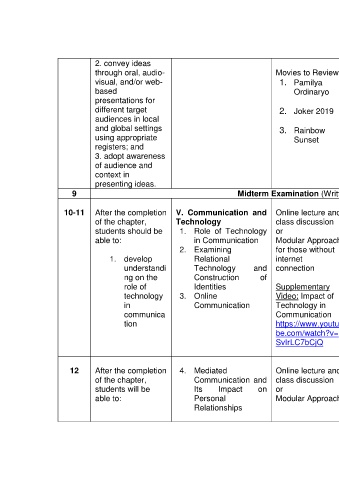 2. convey ideas
through oral, audio-
visual, and/or web-
based
presentations for
different target
audiences in local
and global settings
using appropriate
registers; and
3. adopt awareness
of audience and
context in
presenting ideas.
Movies to Review
1. Pamilya
Ordinaryo
2. Joker 2019
3. Rainbow
Sunset
9
Midterm Examination (Writ
10-11
After the completion
of the chapter,
students should be
able to:
1. develop
understandi
ng on the
role of
technology
in
communica
tion
V. Communication and
Technology
1. Role of Technology
in Communication
2. Examining
Relational
Technology and
Construction of
Identities
3. Online
Communication
Online lecture and
class discussion
or
Modular Approach
for those without
internet
connection
Supplementary
Video: Impact of
Technology in
Communication
https://www.youtu
be.com/watch?v=
SvIrLC7bCjQ
12
After the completion
of the chapter,
students will be
able to:
4. Mediated
Communication and
Its Impact on
Personal
Relationships
Online lecture and
class discussion
or
Modular Approach